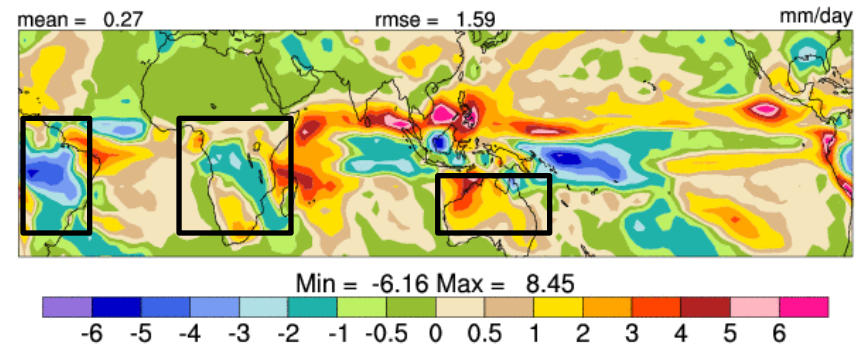 mean = 0.27 rmse = 1.59 mm/day
Min = -6.16 Max = 8.45
-6 -5 -4 -3 -2 -1 -0.5 0 0.5 1 2 3 4 5 6